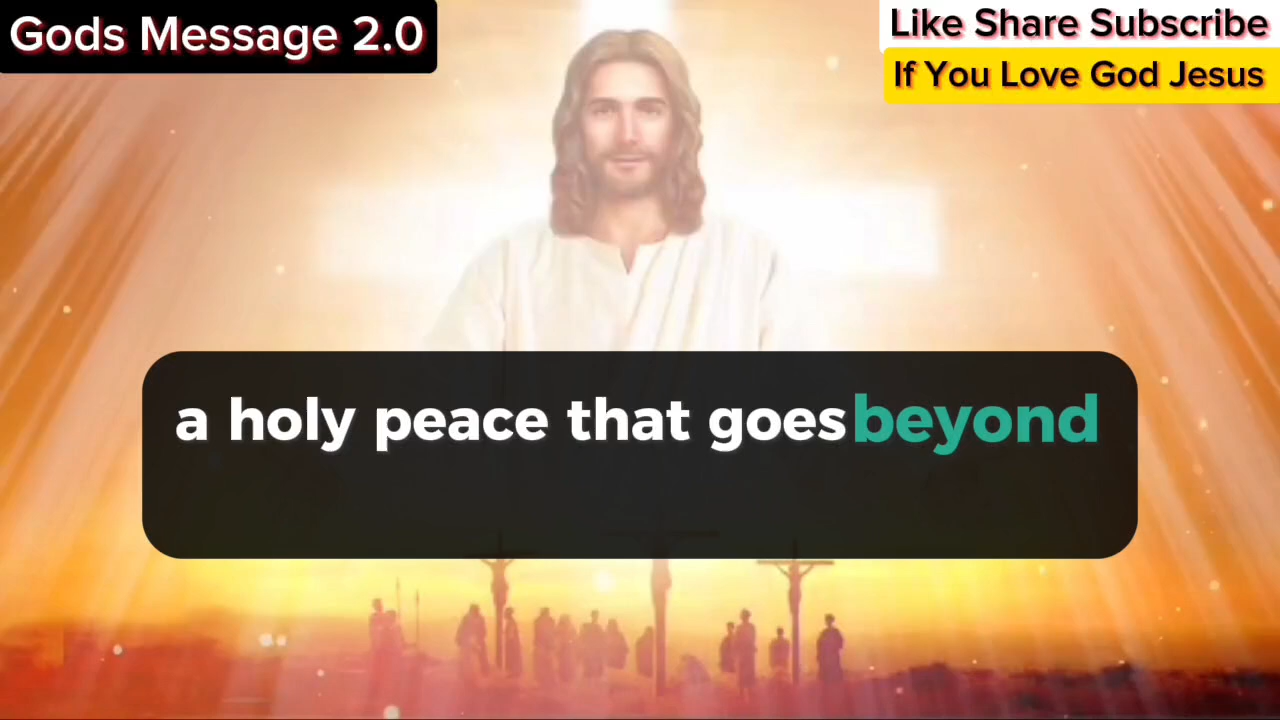 Gods Message 2.0
Like Share Subscribe
If You Love God Jesus
a holy peace that goes beyond